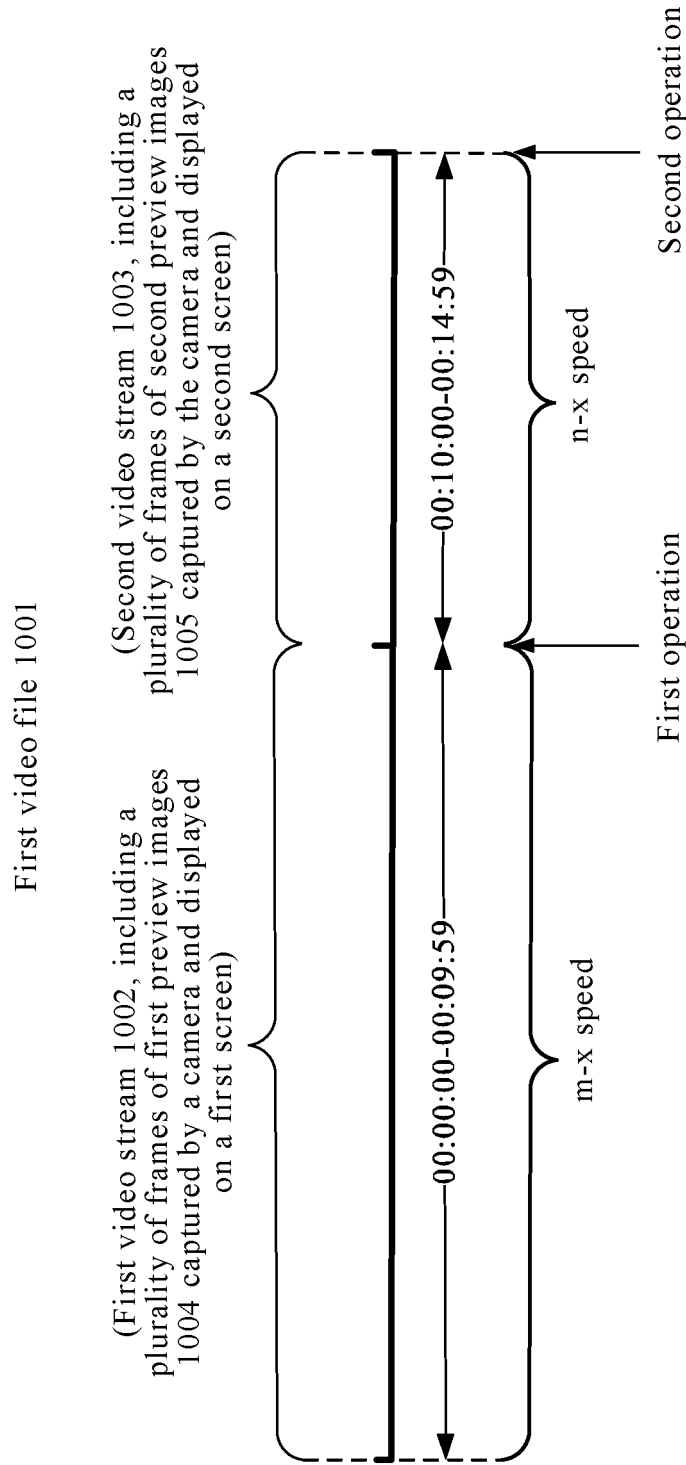 First video file 1001
(First video stream 1002, including a
plurality of frames of first preview images
1004 captured by a camera and displayed
on a first screen)
(Second video stream 1003, including a
plurality of frames of second preview images
1005 captured by the camera and displayed
on a second screen)
00:00:00-00:09:59
00:10:00-00:14:59
m-x speed
n-x speed
First operation
Second operation